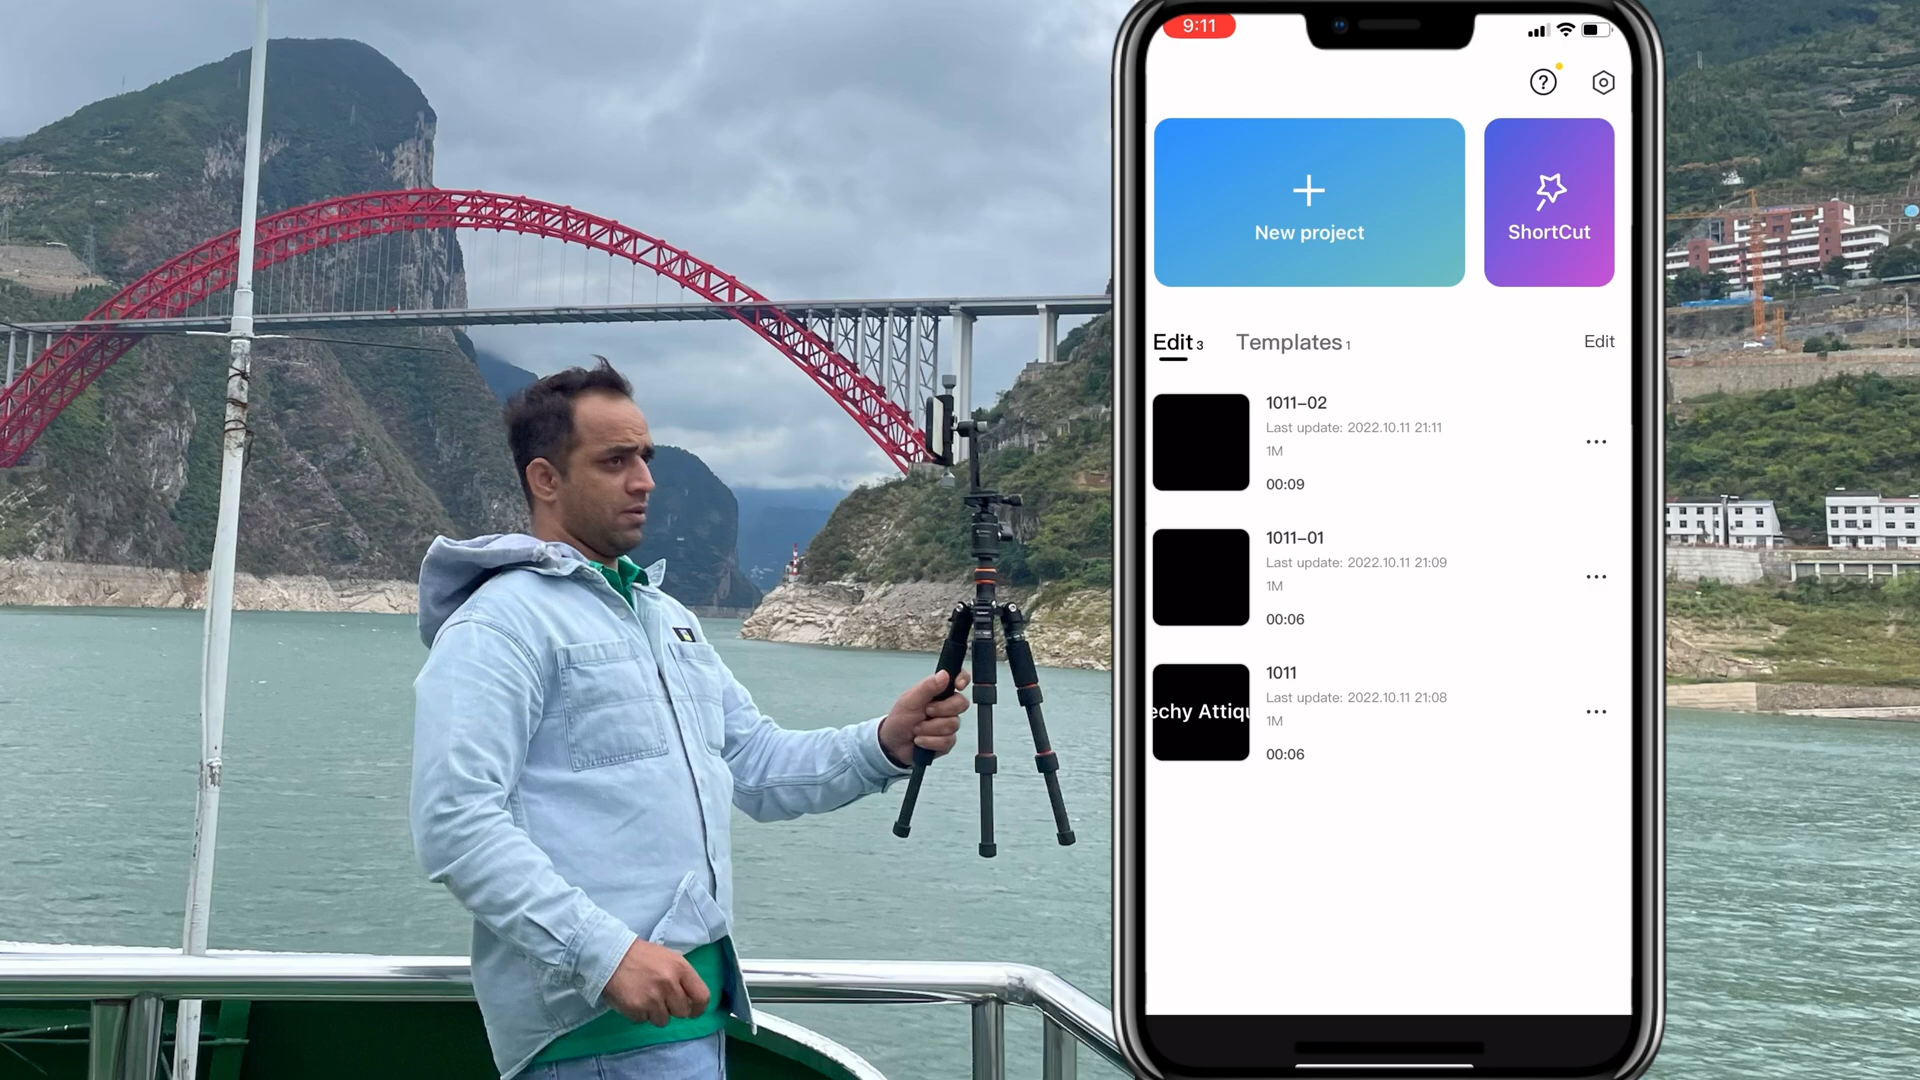 9:11
New project
ShortCut
Edit 3
Templates 1
Edit
1011-02
Last update: 2022.10.11 21:11
1M
00:09
1011-01
Last update: 2022.10.11 21:09
1M
00:06
1011
Last update: 2022.10.11 21:08
1M
00:06
echy Attiqu